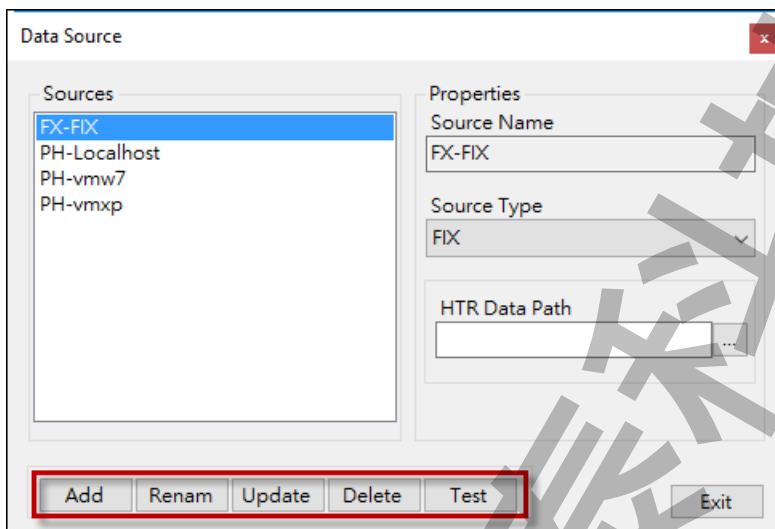 Data Source
x
Sources
FX-FIX
PH-Localhost
PH-vmw7
PH-vmxp
Properties
Source Name
FX-FIX
Source Type
FIX
HTR Data Path
...
Add Renam Update Delete Test
Exit